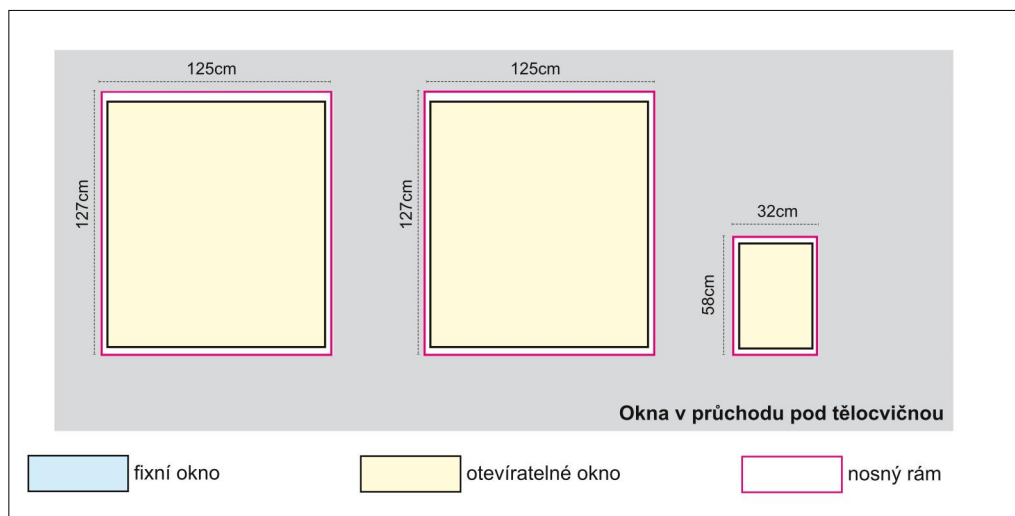 125cm
125cm
127cm
127cm
32cm
58cm
Okna v průchodu pod tělocvičnou
fixní okno
otevíratelné okno
nosný rám